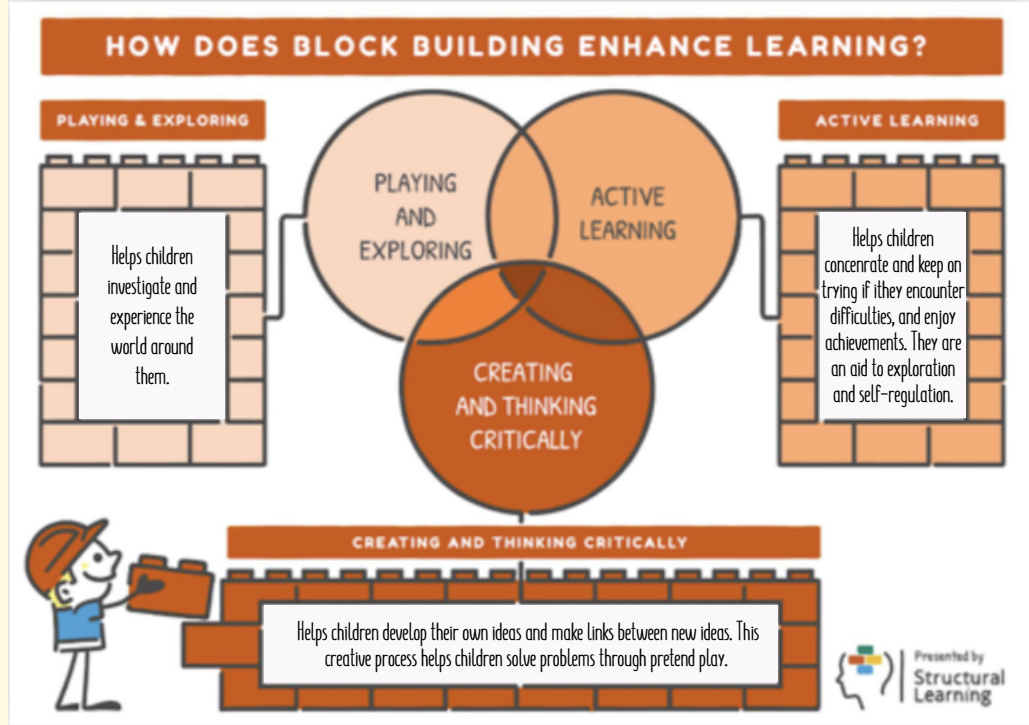 HOW DOES BLOCK BUILDING ENHANCE LEARNING?
PLAYING & EXPLORING
Helps children
investigate and
experience the
world around
them.
PLAYING
AND
EXPLORING
ACTIVE
LEARNING
CREATING
AND THINKING
CRITICALLY
ACTIVE LEARNING
Helps children
concenrate and keep on
trying if ithey encounter
difficulties, and enjoy
achievements. They are
an aid to exploration
and self-regulation.
CREATING AND THINKING CRITICALLY
Helps children develop their own ideas and make links between new ideas. This
creative process helps children solve problems through pretend play.
Presented by
Structural
Learning